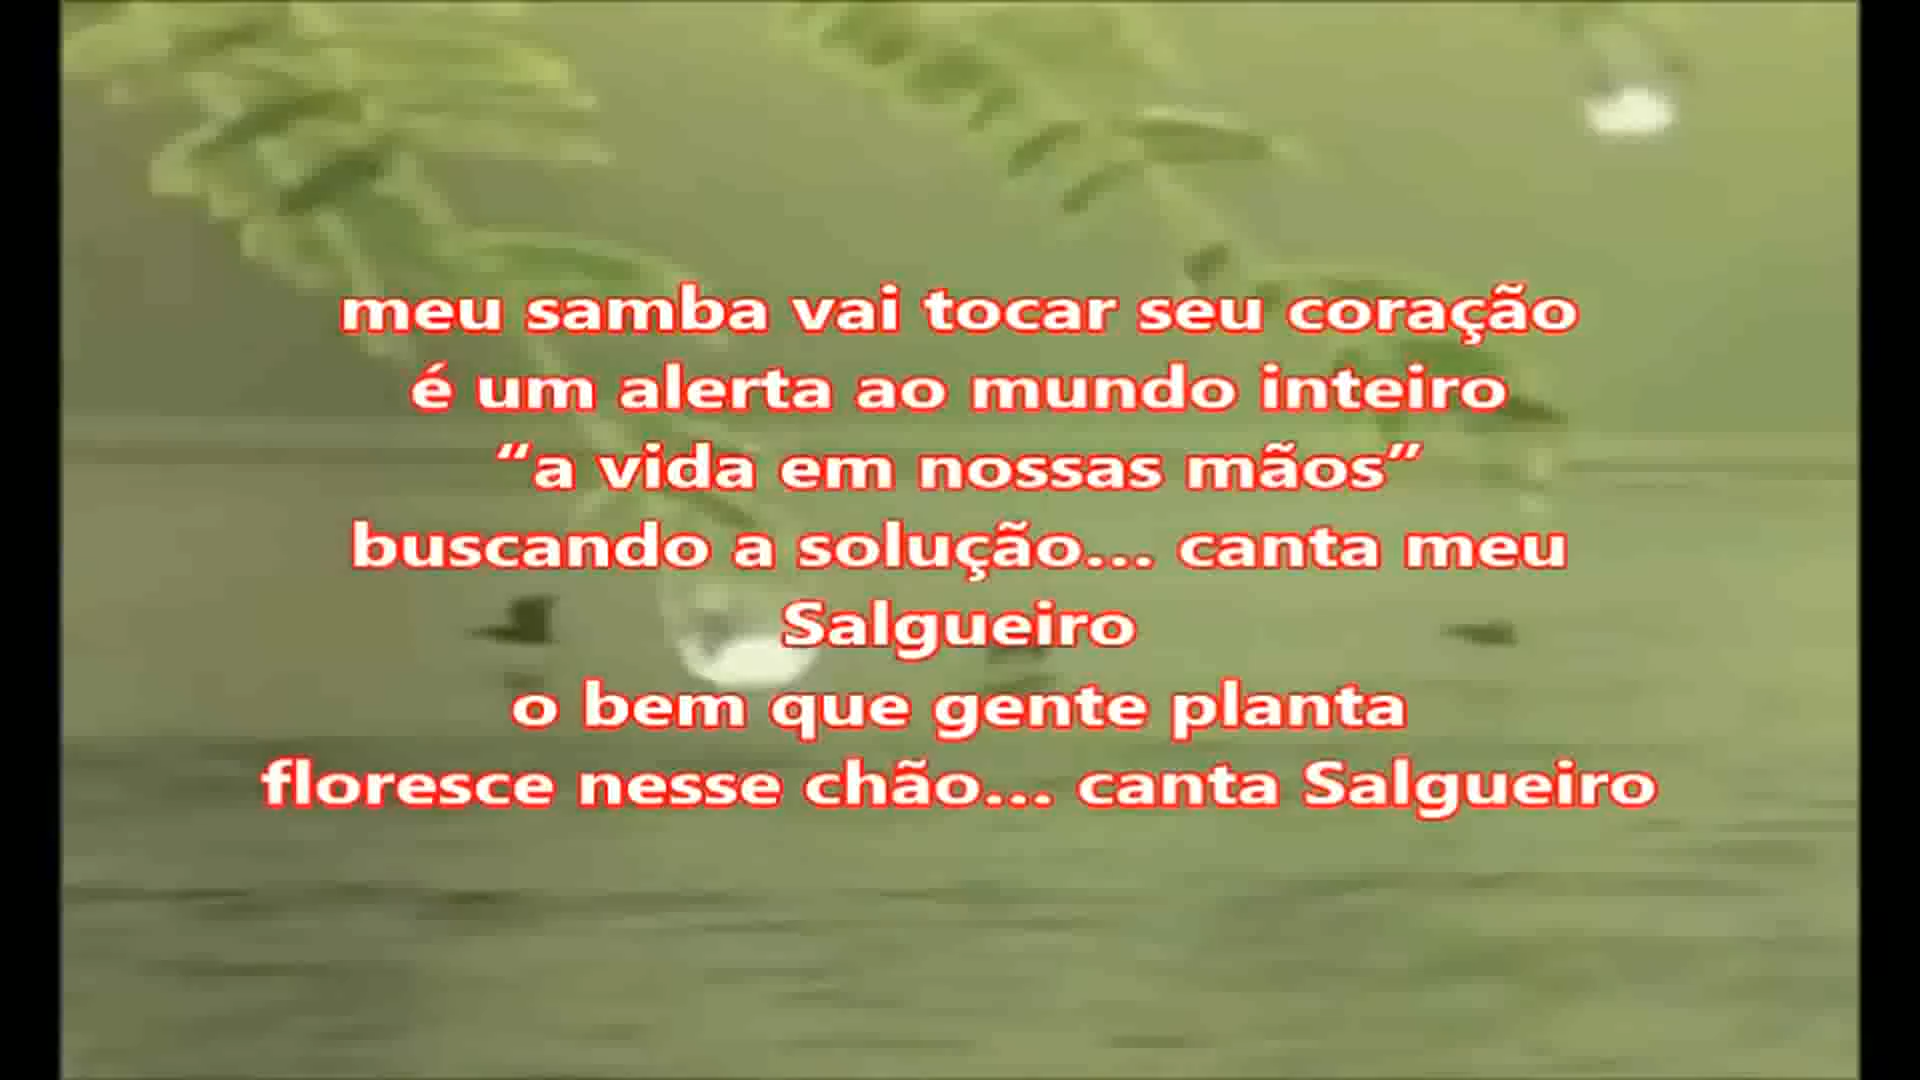 meu samba vai tocar seu coração
é um alerta ao mundo inteiro
“a vida em nossas mãos”
buscando a solução... canta meu
Salgueiro
o bem que gente planta
floresce nesse chão... canta Salgueiro